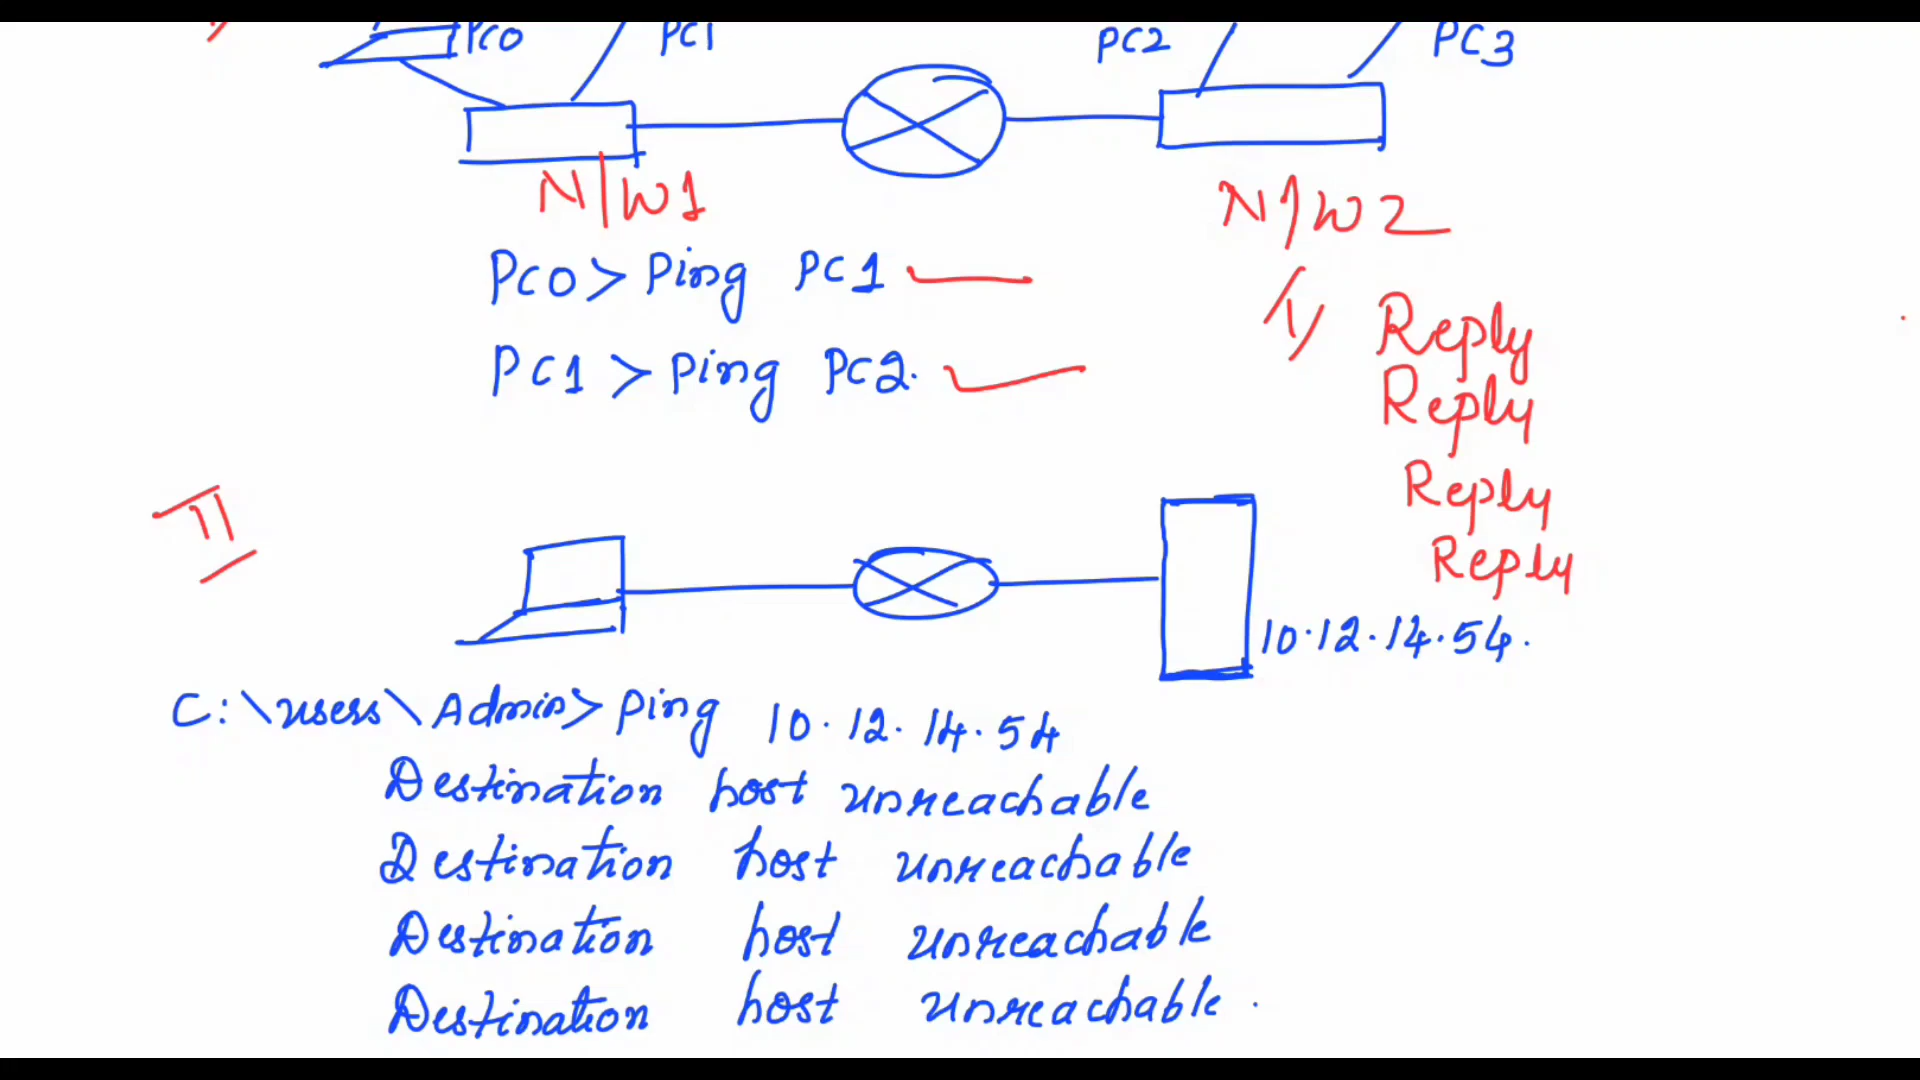 PC0 PC1 PC2 PC3
N/W1 N/W2
PC0> Ping PC1
PC1 > Ping PC2.
1) Reply
Reply
Reply
Reply
II
10.12.14.54.
C:\users\Admin> Ping 10.12.14.54
Destination host unreachable
Destination host unreachable
Destination host unreachable
Destination host unreachable.